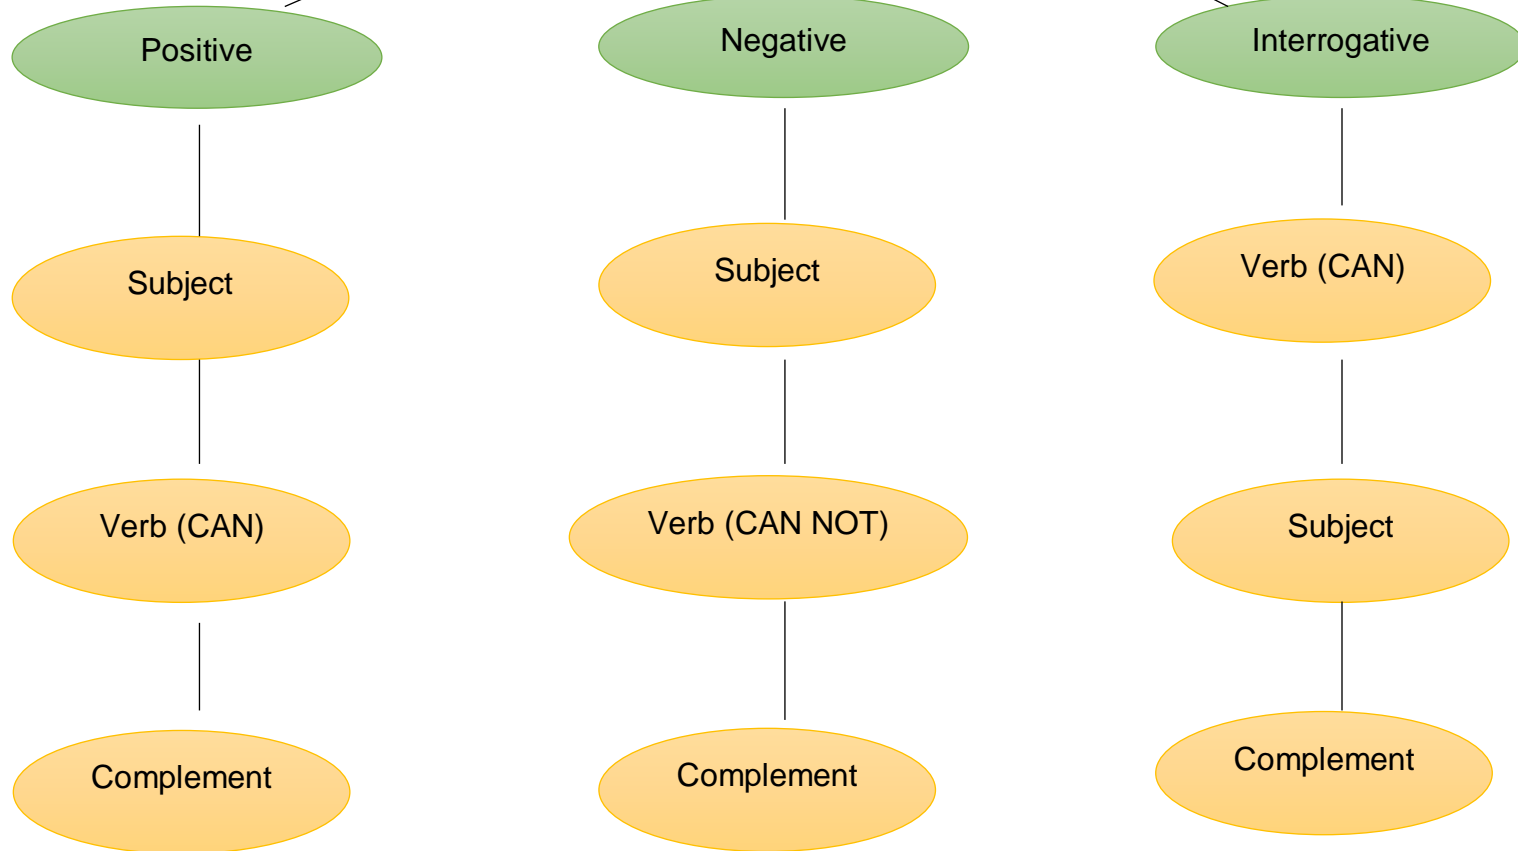 Positive
Negative
Interrogative
Subject
Subject
Verb (CAN)
Verb (CAN)
Verb (CAN NOT)
Subject
Complement
Complement
Complement